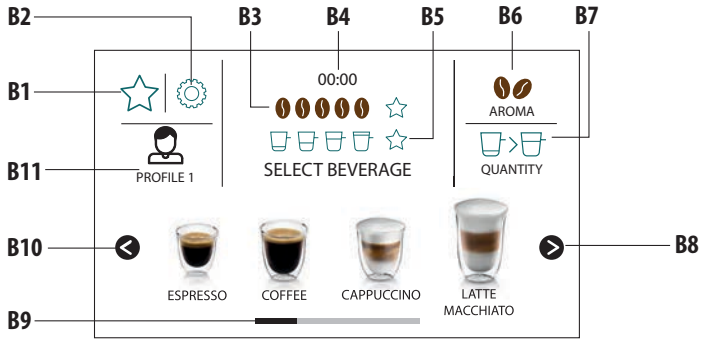 B2
B3
B4
B5
B6
B7
B1
00:00
AROMA
SELECT BEVERAGE
QUANTITY
B11
PROFILE 1
B10
B8
ESPRESSO
COFFEE
CAPPUCCINO
LATTE
MACCHIATO
B9